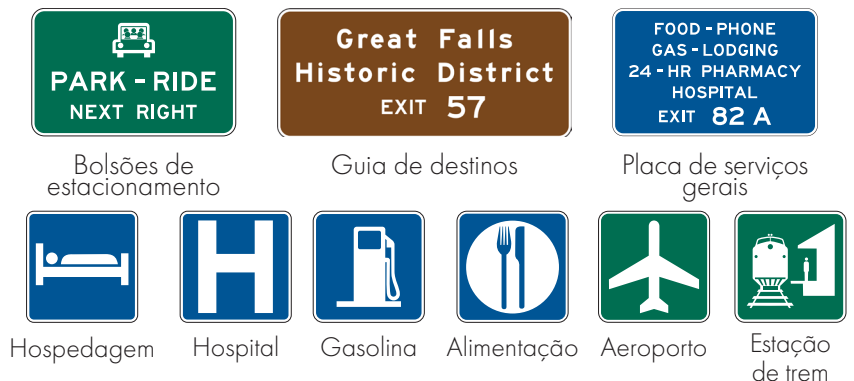 PARK - RIDE
NEXT RIGHT
Bolsões de
estacionamento
Great Falls
Historic District
EXIT 57
Guia de destinos
FOOD - PHONE
GAS - LODGING
24 - HR PHARMACY
HOSPITAL
EXIT 82 A
Placa de serviços
gerais
Hospedagem
H
Hospital
Gasolina
Alimentação
Aeroporto
Estação
de trem